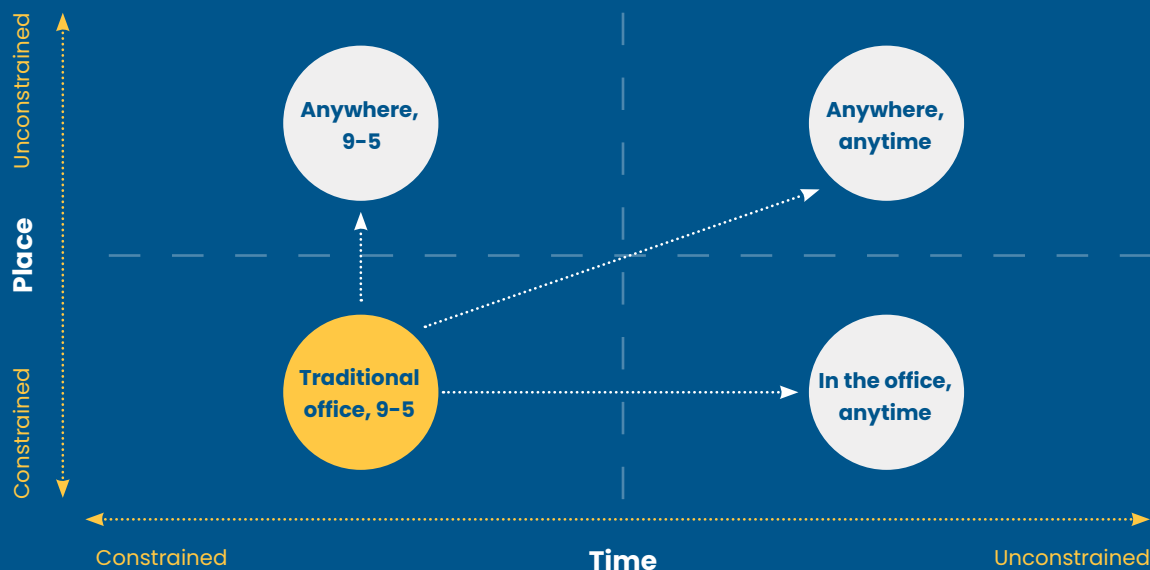 Unconstrained
Place
Constrained
Anywhere,
9-5
Anywhere,
anytime
Traditional
office, 9-5
In the office,
anytime
Constrained
Time
Unconstrained